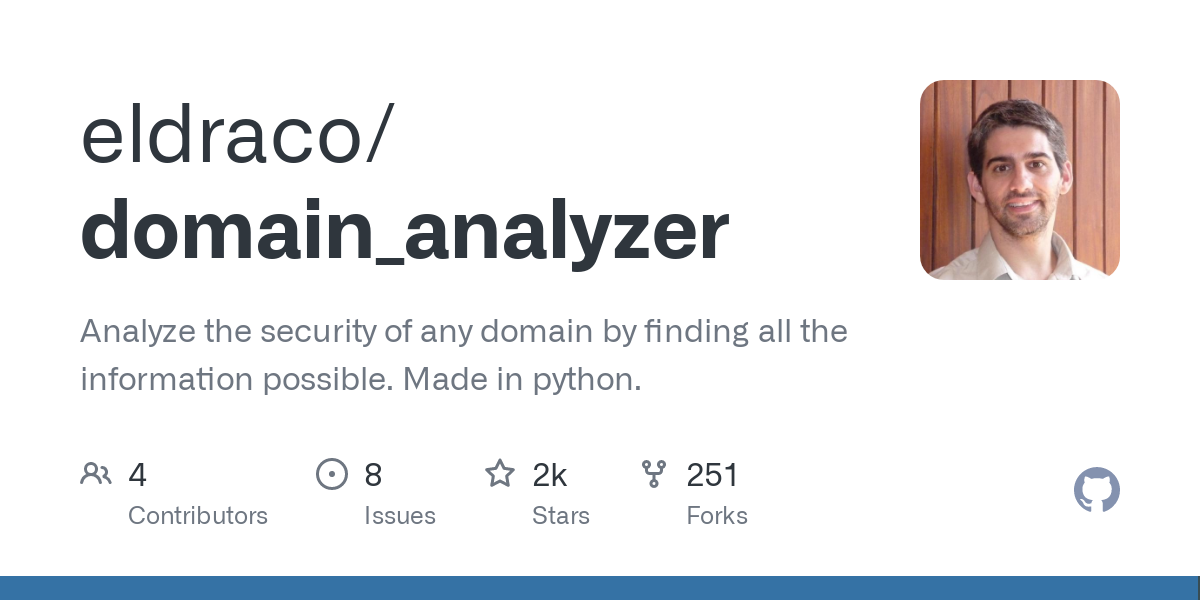 eldraco/
domain_analyzer
Analyze the security of any domain by finding all the
information possible. Made in python.
4 8 2k 251
Contributors Issues Stars Forks